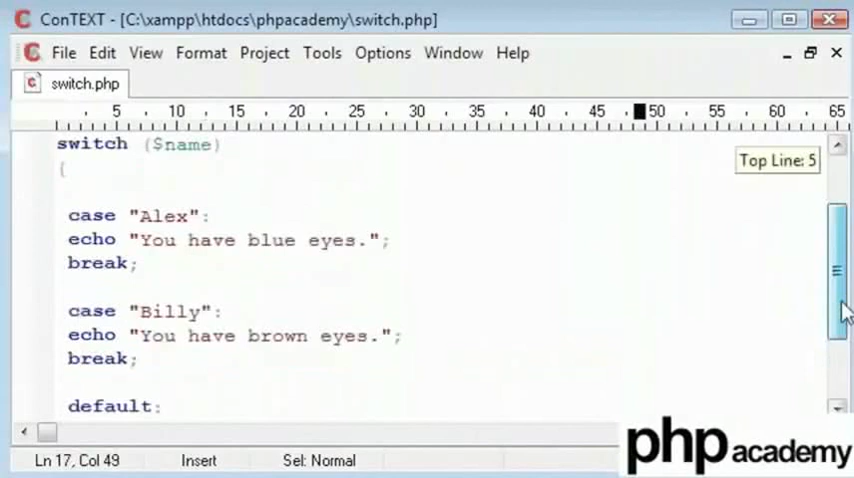 ConTEXT - [C:\xampp\htdocs\phpacademy\switch.php]
File Edit View Format Project Tools Options Window Help
switch.php
5 10 15 20 25 30 35 40 45 50 55 60 65
switch ($name)
Top Line: 5
{
case "Alex":
echo "You have blue eyes.";
break;
case "Billy":
echo "You have brown eyes.";
break;
default:
Ln 17, Col 49 Insert Sel: Normal
php academy